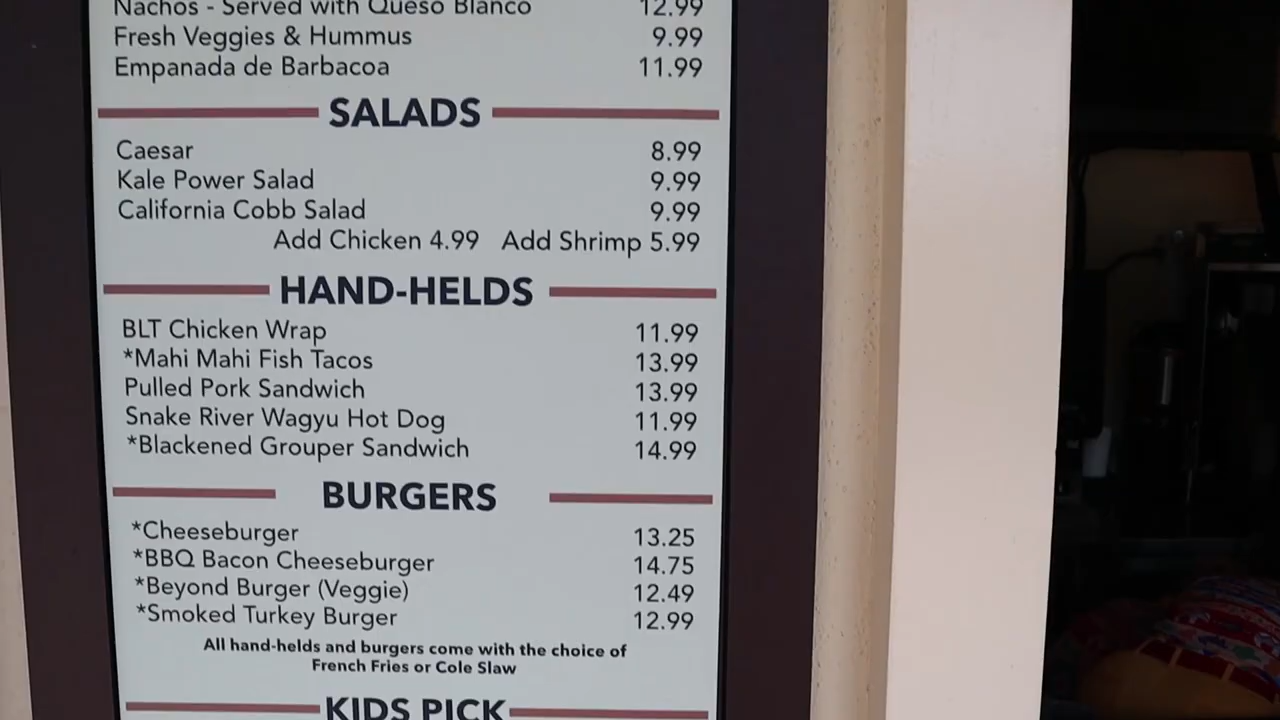 Nachos - Served with Queso Blanco 12.99
Fresh Veggies & Hummus 9.99
Empanada de Barbacoa 11.99
SALADS
Caesar 8.99
Kale Power Salad 9.99
California Cobb Salad 9.99
Add Chicken 4.99 Add Shrimp 5.99
HAND-HELDS
BLT Chicken Wrap 11.99
*Mahi Mahi Fish Tacos 13.99
Pulled Pork Sandwich 13.99
Snake River Wagyu Hot Dog 11.99
*Blackened Grouper Sandwich 14.99
BURGERS
*Cheeseburger 13.25
*BBQ Bacon Cheeseburger 14.75
*Beyond Burger (Veggie) 12.49
*Smoked Turkey Burger 12.99
All hand-helds and burgers come with the choice of
French Fries or Cole Slaw
KIDS PICK